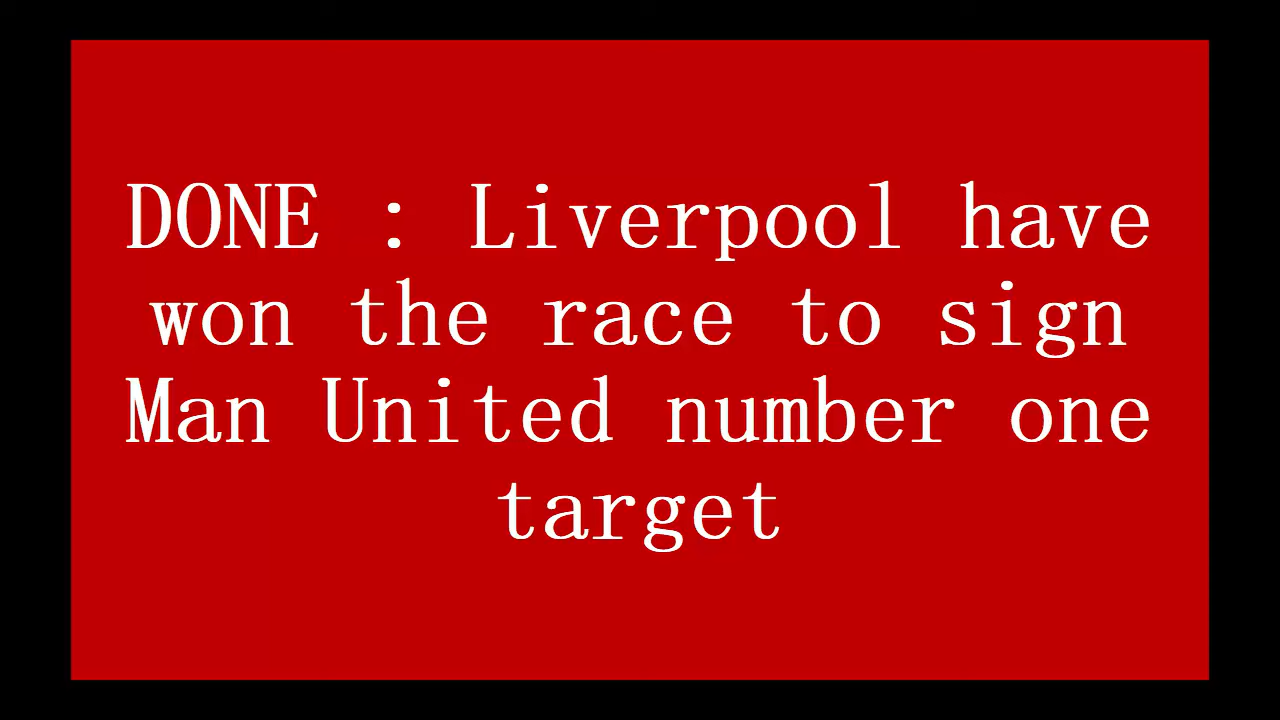 DONE : Liverpool have
won the race to sign
Man United number one
target